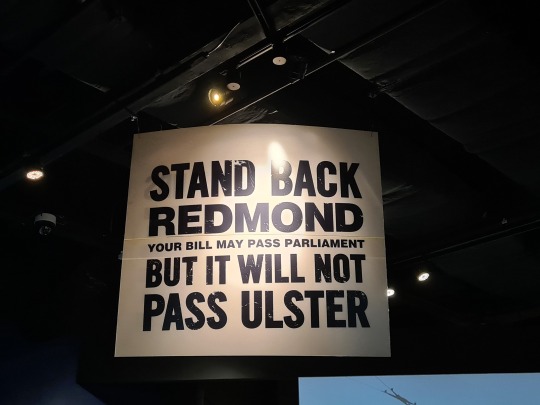 STAND BACK
REDMOND
YOUR BILL MAY PASS PARLIAMENT
BUT IT WILL NOT
PASS ULSTER